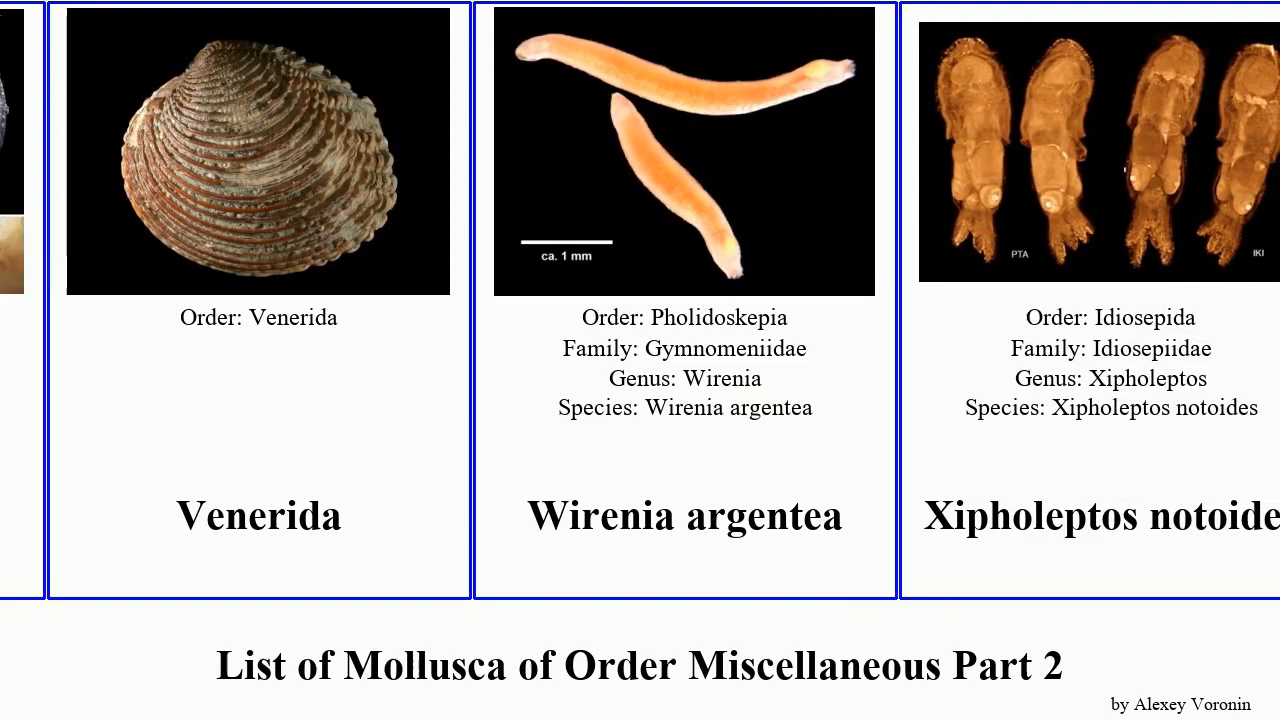 ca. 1 mm
PTA
IKI
Order: Venerida
Venerida
Order: Pholidoskepia
Family: Gymnomeniidae
Genus: Wirenia
Species: Wirenia argentea
Wirenia argentea
Order: Idiosepida
Family: Idiosepiidae
Genus: Xipholeptos
Species: Xipholeptos notoides
Xipholeptos notoide
List of Mollusca of Order Miscellaneous Part 2
by Alexey Voronin